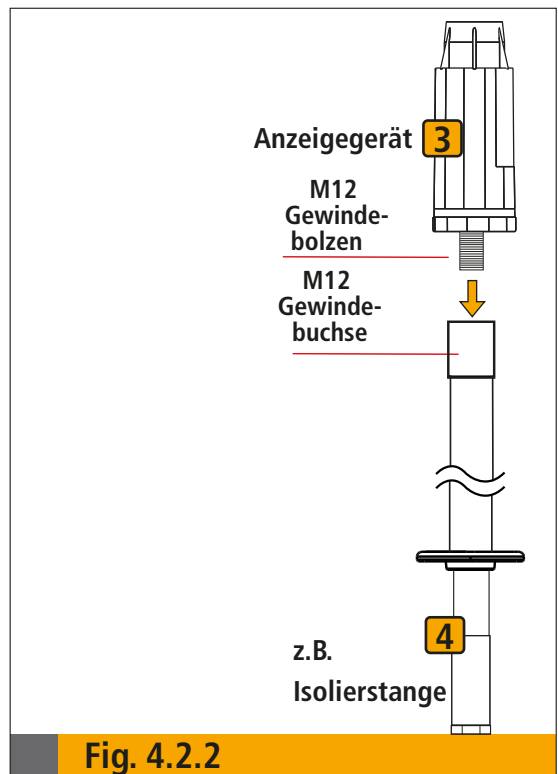 Anzeigegerät 3
M12
Gewinde-
bolzen
M12
Gewinde-
buchse
4
z.B.
Isolierstange
Fig. 4.2.2